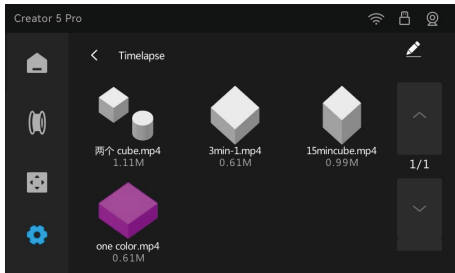 Creator 5 Pro
Timelapse
两个 cube.mp4
1.11M
3min-1.mp4
0.61M
15mincube.mp4
0.99M
1/1
one color.mp4
0.61M